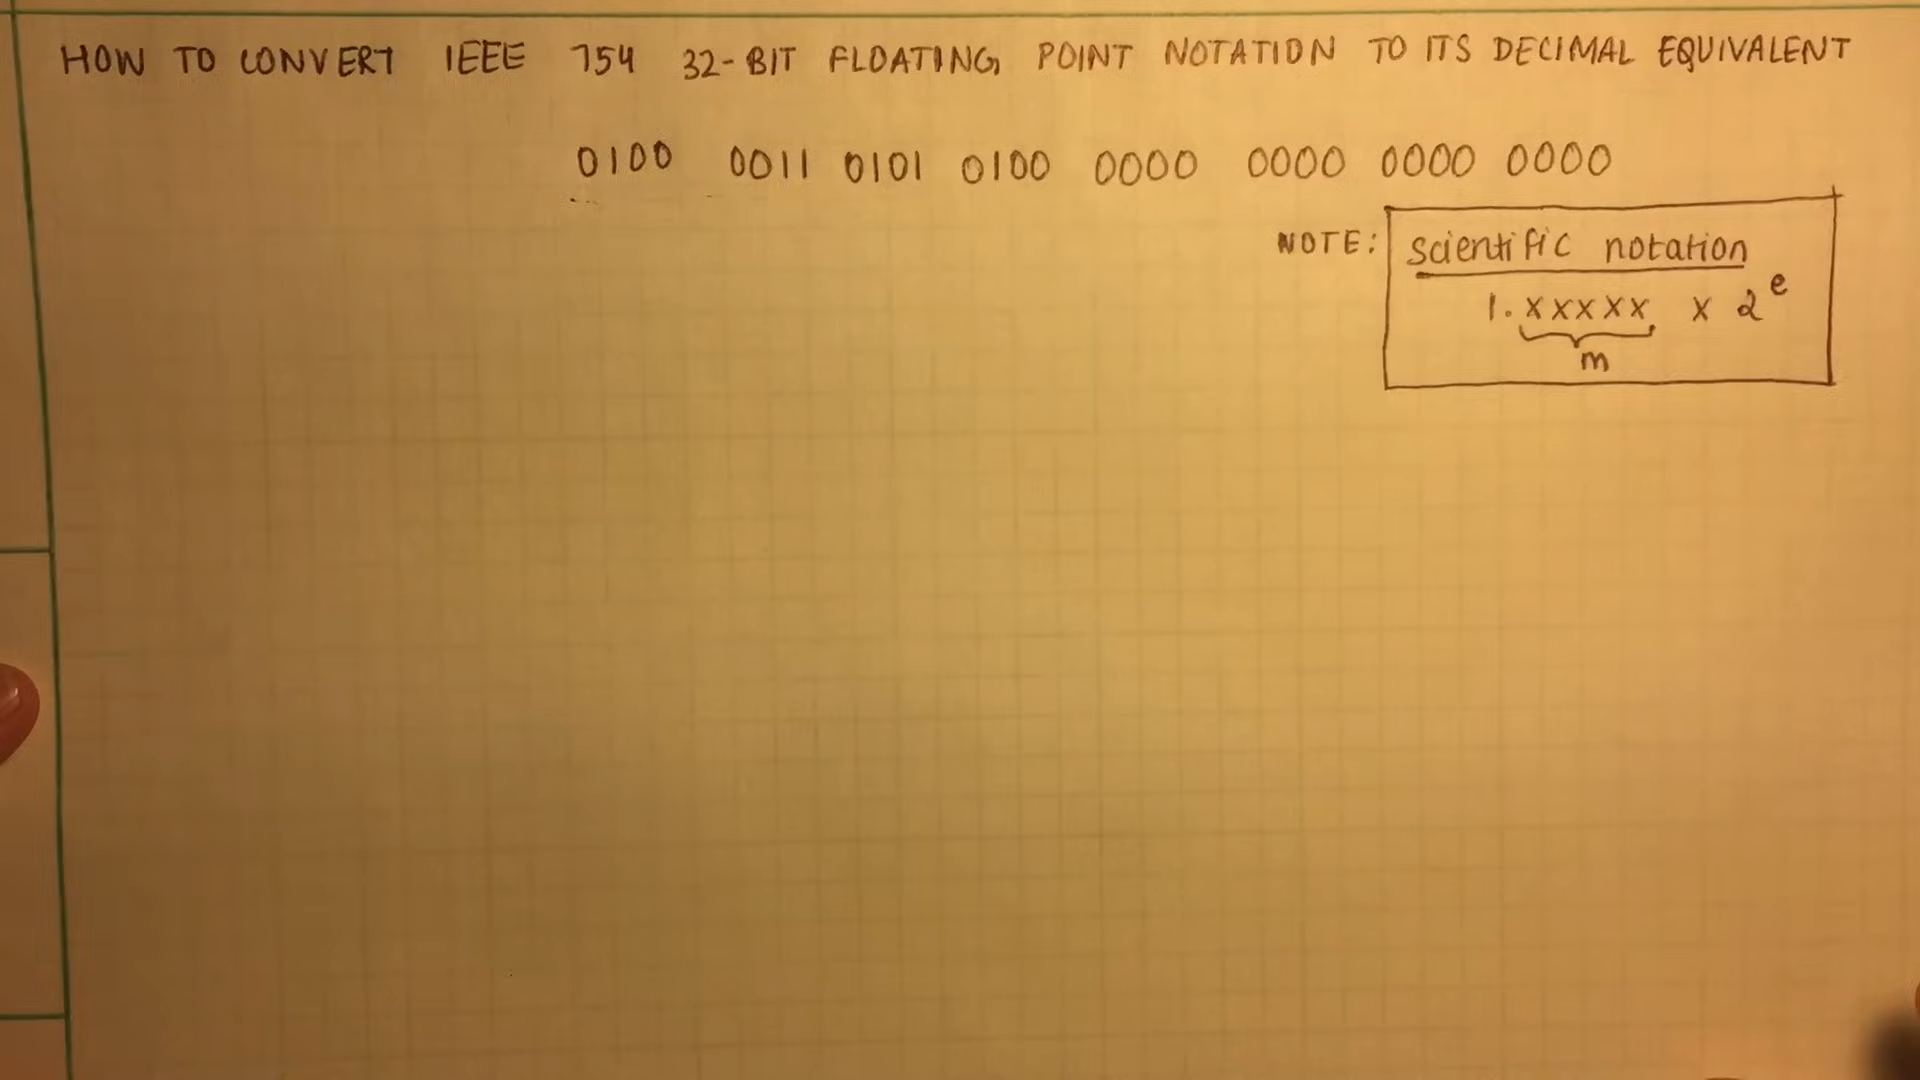 HOW TO CONVERT IEEE 754 32-BIT FLOATING POINT NOTATION TO ITS DECIMAL EQUIVALENT
0100 0011 0101 0100 0000 0000 0000 0000
NOTE: scientific notation
1.xxxxx x 2^e
m